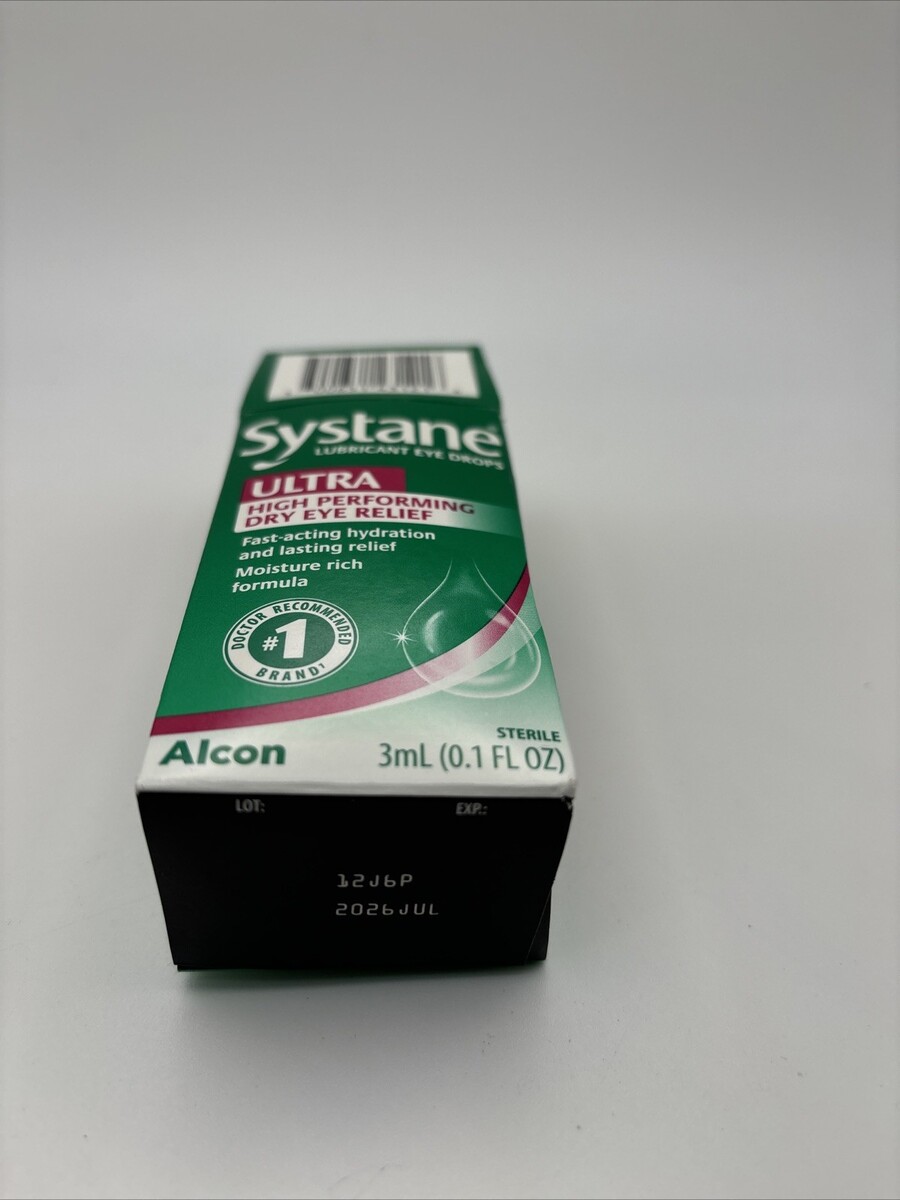 Systane®
LUBRICANT EYE DROPS
ULTRA
HIGH PERFORMING
DRY EYE RELIEF
Fast-acting hydration
and lasting relief
Moisture rich
formula
DOCTOR RECOMMENDED
#1
BRAND¹
STERILE
Alcon 3mL (0.1 FL OZ)
LOT: EXP.:
12J6P
2026JUL